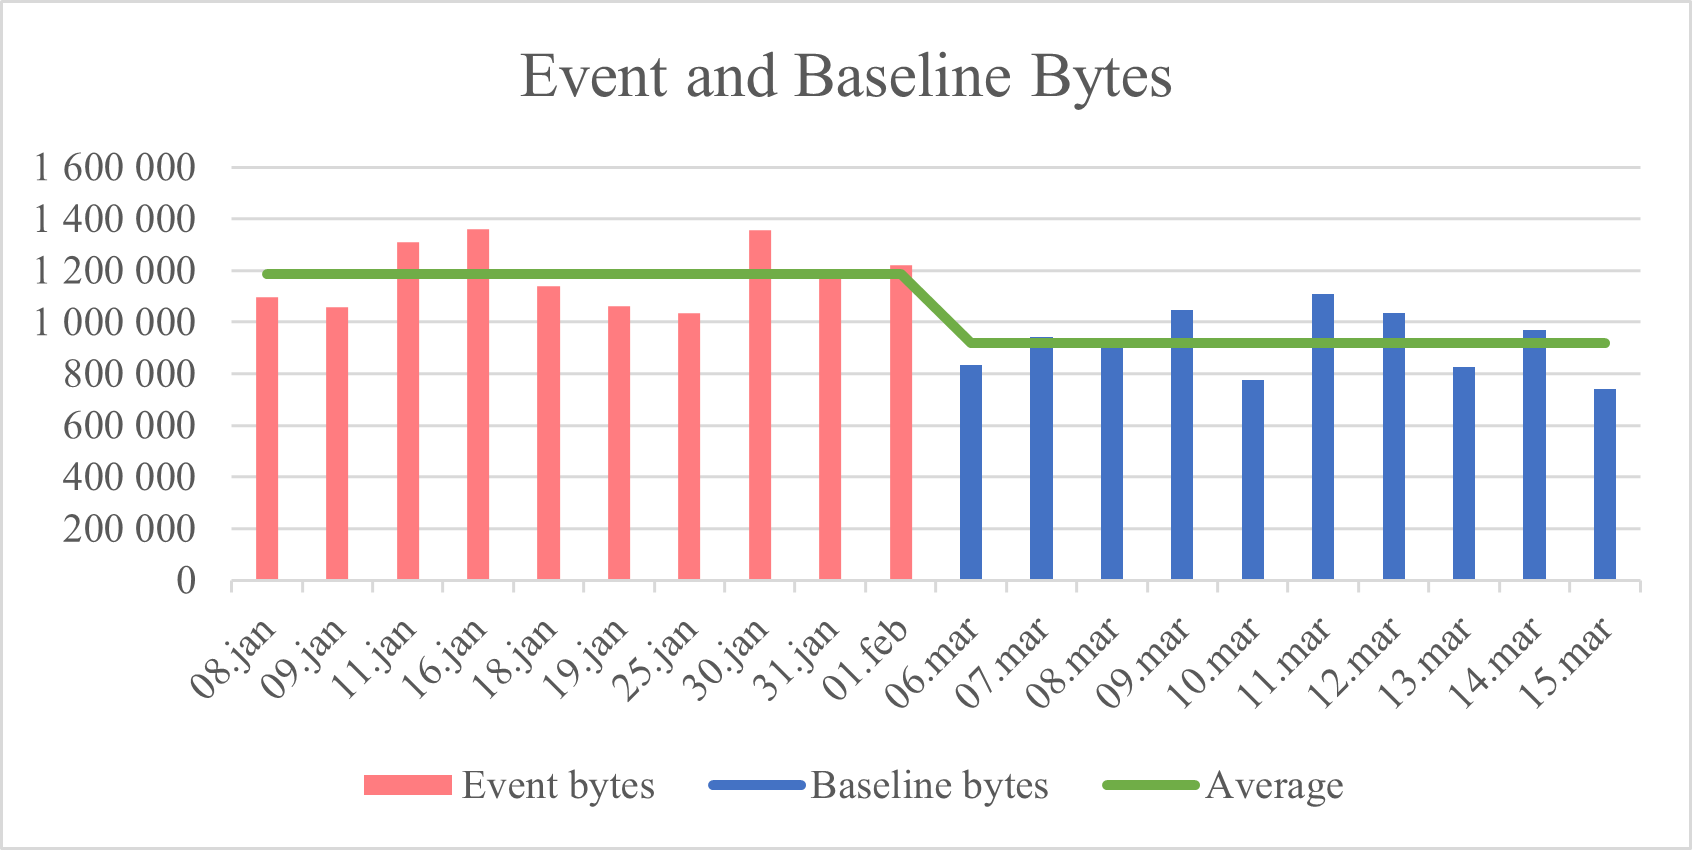 Event and Baseline Bytes
1 600 000
1 400 000
1 200 000
1 000 000
800 000
600 000
400 000
200 000
0
08.jan 09.jan 11.jan 16.jan 18.jan 19.jan 25.jan 30.jan 31.jan 01.feb 06.mar 07.mar 08.mar 09.mar 10.mar 11.mar 12.mar 13.mar 14.mar 15.mar
Event bytes Baseline bytes Average